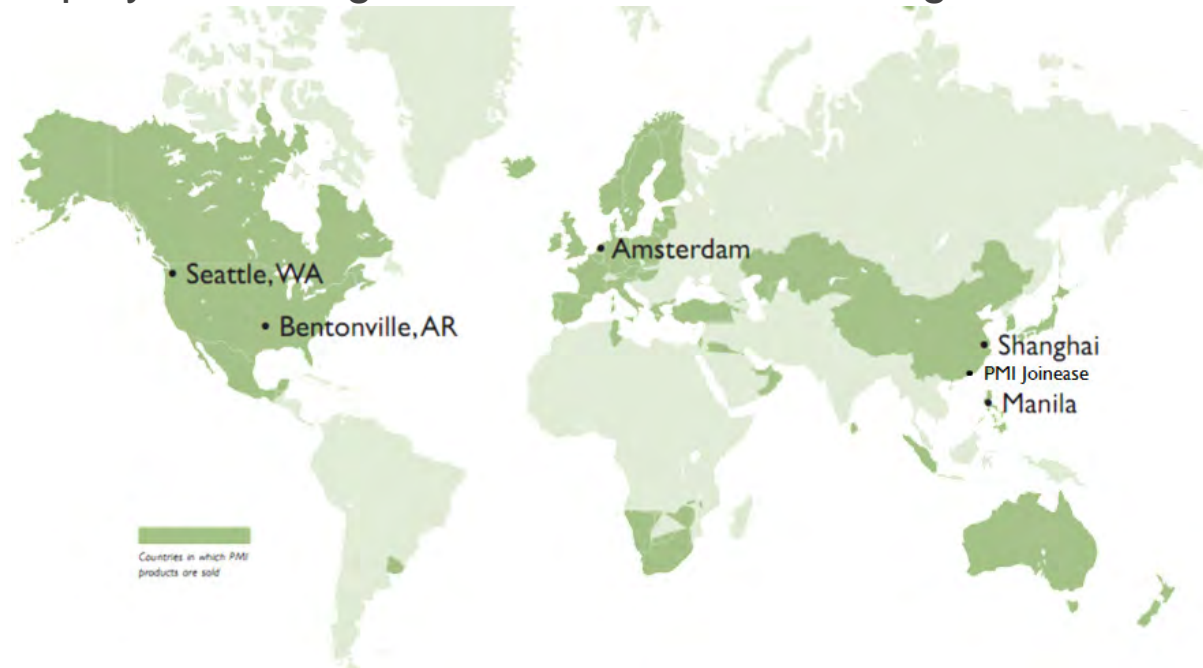 Seattle, WA
Bentonville, AR
Amsterdam
Shanghai
PMI Joinease
Manila
Countries in which PMI
products are sold